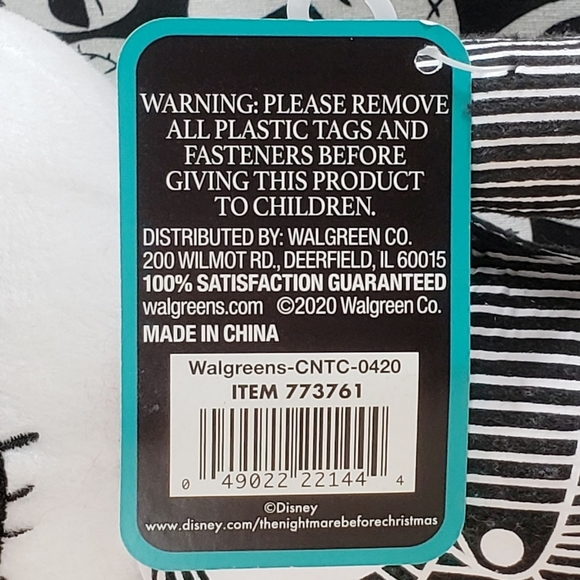 WARNING: PLEASE REMOVE
ALL PLASTIC TAGS AND
FASTENERS BEFORE
GIVING THIS PRODUCT
TO CHILDREN.
DISTRIBUTED BY: WALGREEN CO.
200 WILMOT RD., DEERFIELD, IL 60015
100% SATISFACTION GUARANTEED
walgreens.com ©2020 Walgreen Co.
MADE IN CHINA
Walgreens-CNTC-0420
ITEM 773761
0 49022 22144 4
©Disney
www.disney.com/thenightmarebeforechristmas